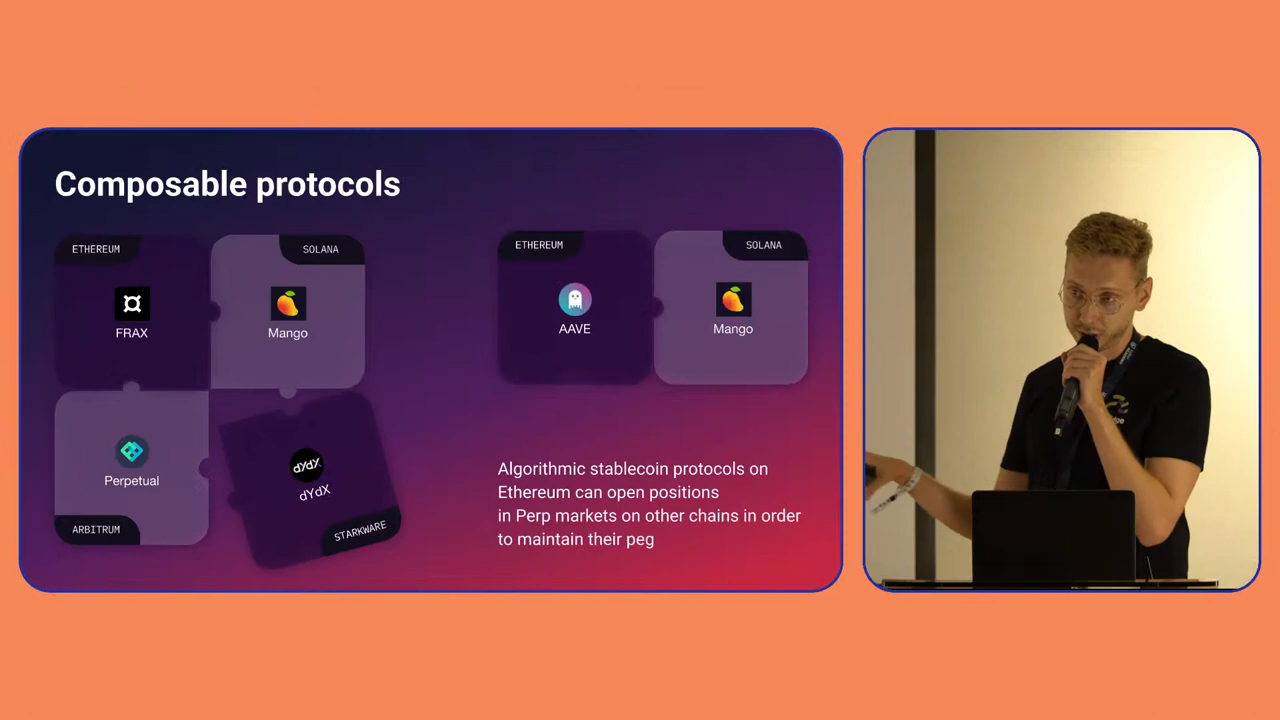 Composable protocols
ETHEREUM
SOLANA
FRAX
Mango
Perpetual
dYdX
dYdX
ARBITRUM
STARKWARE
ETHEREUM
SOLANA
AAVE
Mango
Algorithmic stablecoin protocols on
Ethereum can open positions
in Perp markets on other chains in order
to maintain their peg